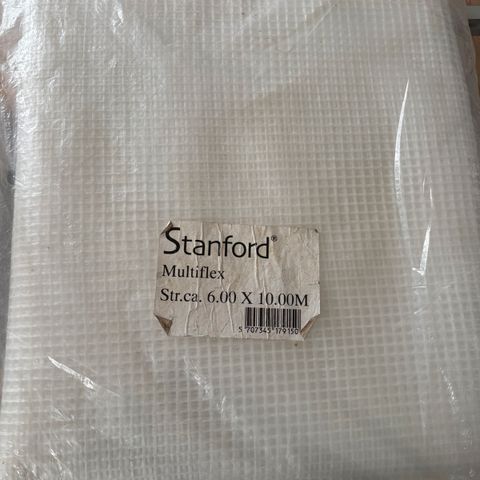 Stanford®
Multiflex
Str.ca. 6.00 X 10.00M
5 707345 179150